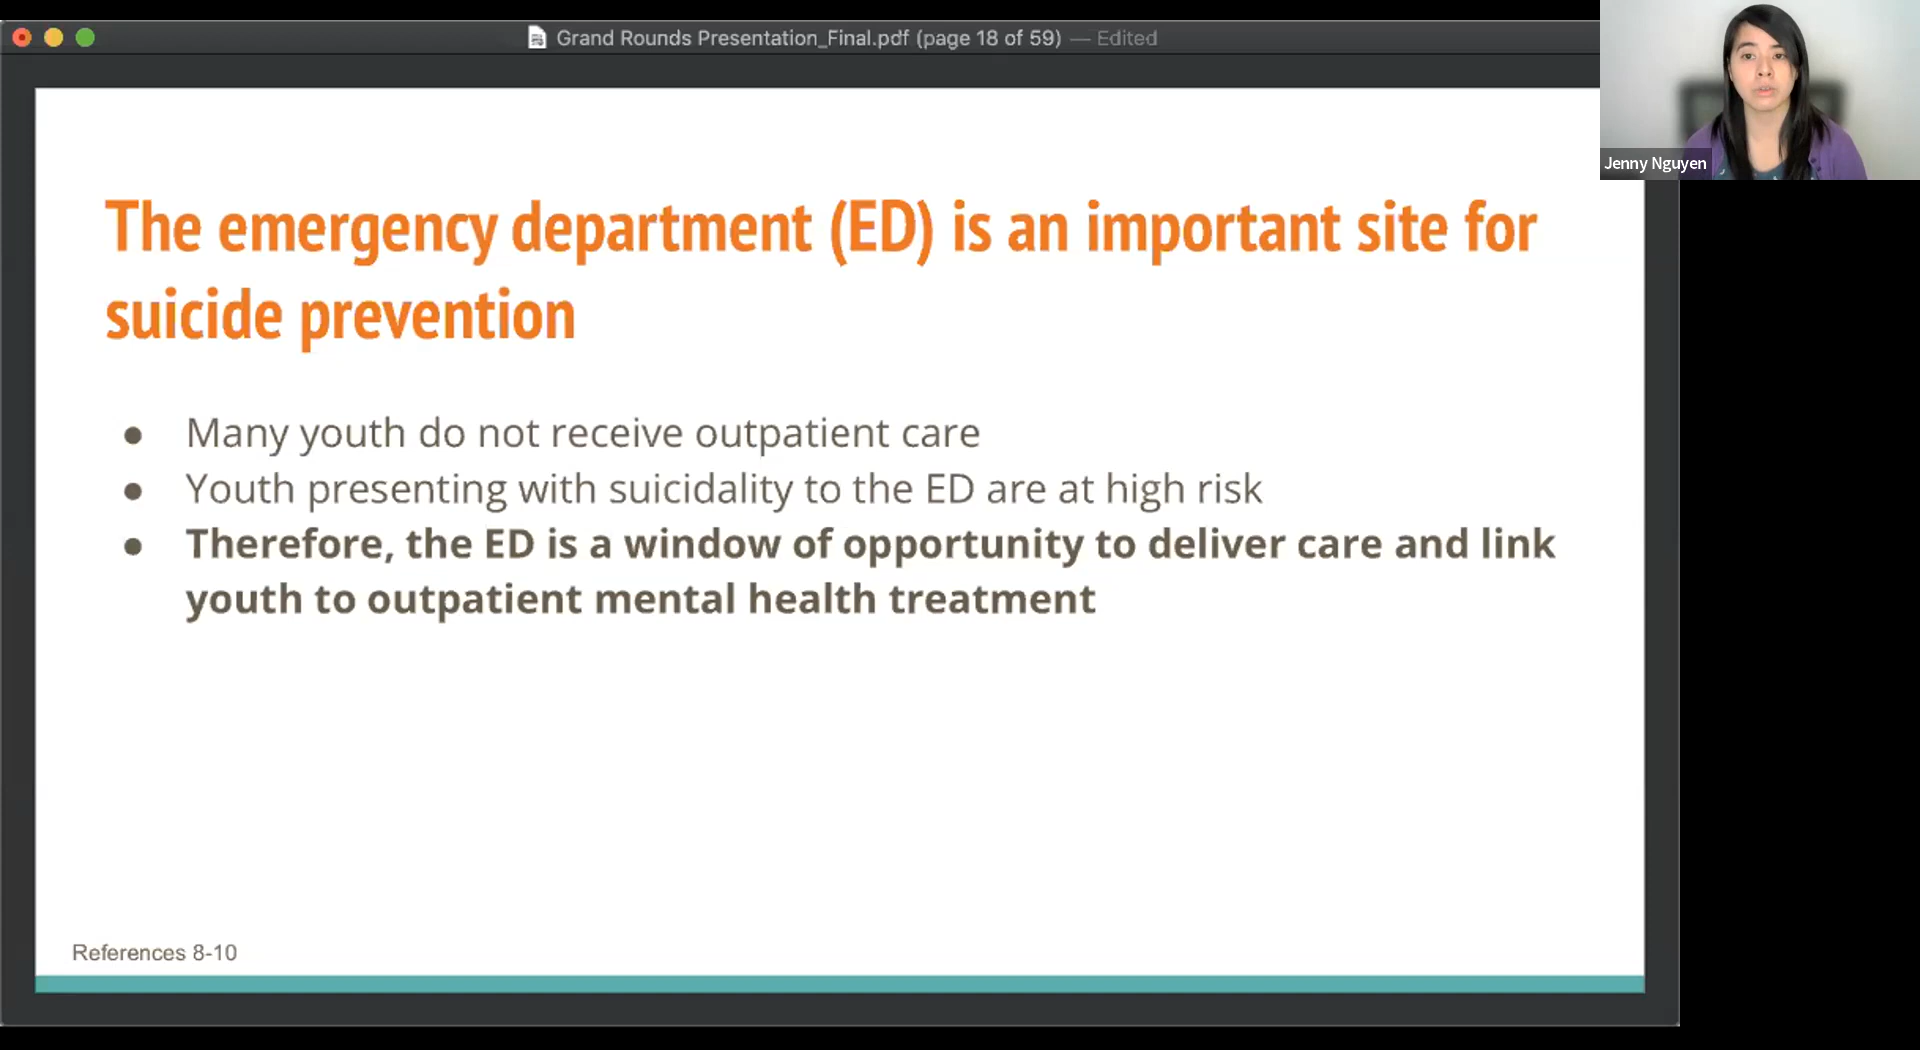 Grand Rounds Presentation_Final.pdf (page 18 of 59) — Edited
Jenny Nguyen
The emergency department (ED) is an important site for
suicide prevention
● Many youth do not receive outpatient care
● Youth presenting with suicidality to the ED are at high risk
● Therefore, the ED is a window of opportunity to deliver care and link
youth to outpatient mental health treatment
References 8-10